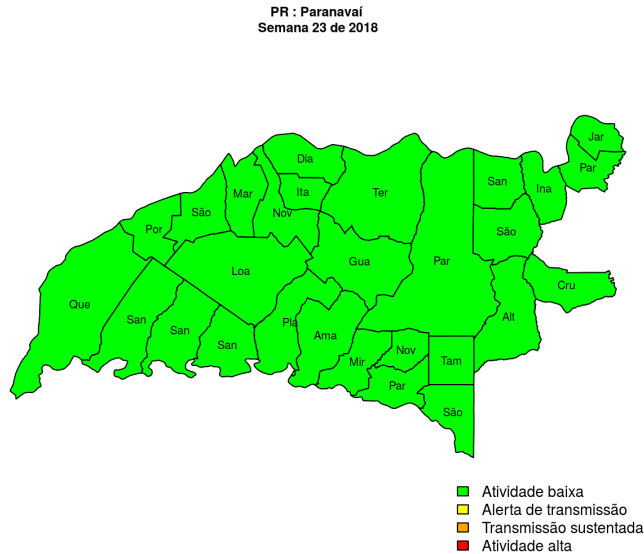 PR : Paranavaí
Semana 23 de 2018
Jar
Dia
Par
San
Ita
Ter
Ina
Mar
São
Nov
Por
São
Par
Gua
Loa
Cru
Que
Alt
San
Pla
San
Ama
San
Nov
Mir
Tam
Par
São
Atividade baixa
Alerta de transmissão
Transmissão sustentada
Atividade alta